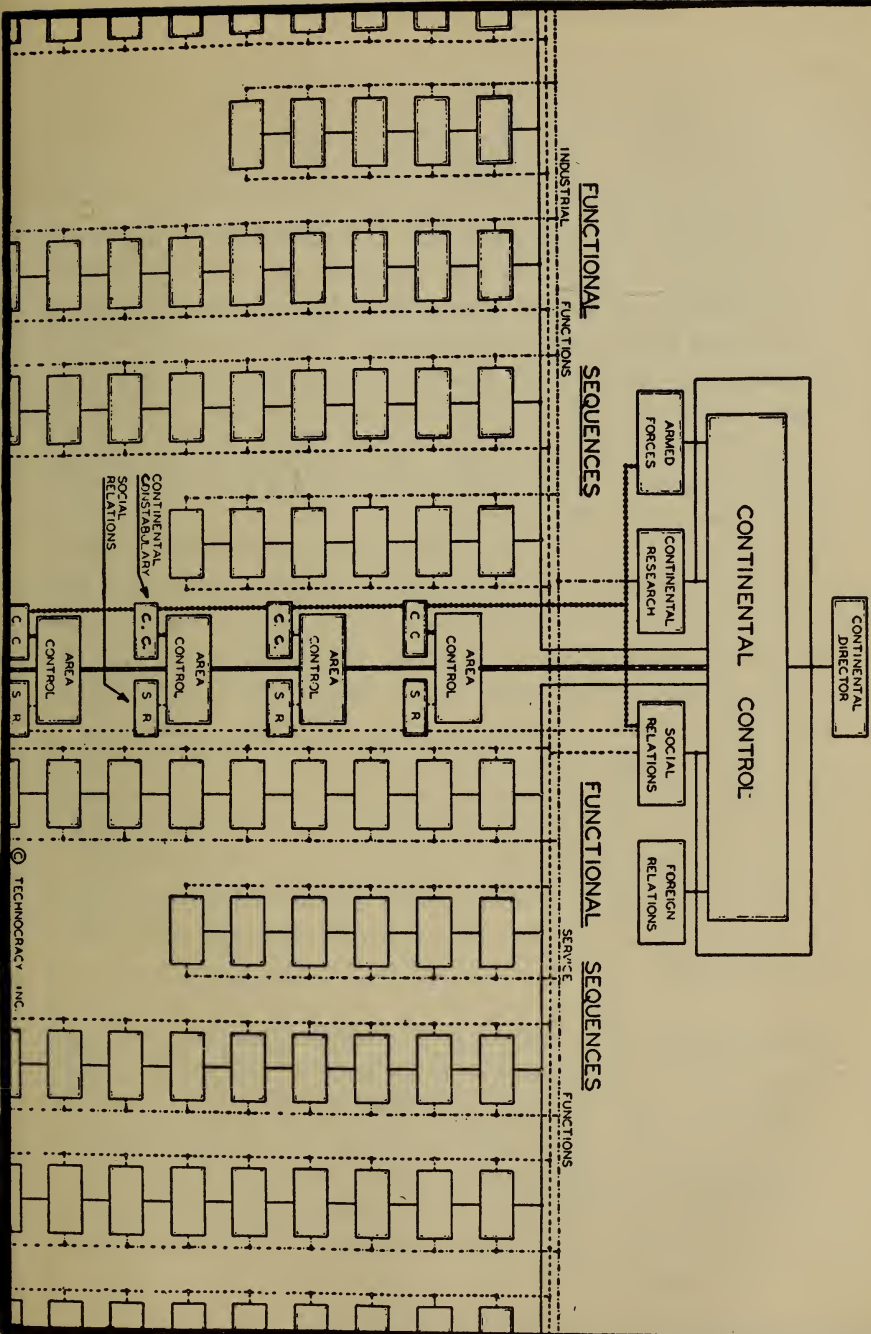 CONTINENTAL
DIRECTOR
CONTINENTAL CONTROL
ARMED
FORCES
CONTINENTAL
RESEARCH
SOCIAL
RELATIONS
FOREIGN
RELATIONS
FUNCTIONAL SEQUENCES
INDUSTRIAL FUNCTIONS
FUNCTIONAL SEQUENCES
SERVICE FUNCTIONS
AREA
CONTROL
C C
S R
AREA
CONTROL
C. C.
S R
AREA
CONTROL
C. C.
S R
AREA
CONTROL
C C
S R
CONTINENTAL
CONSTABULARY
SOCIAL
RELATIONS
© TECHNOCRACY INC.